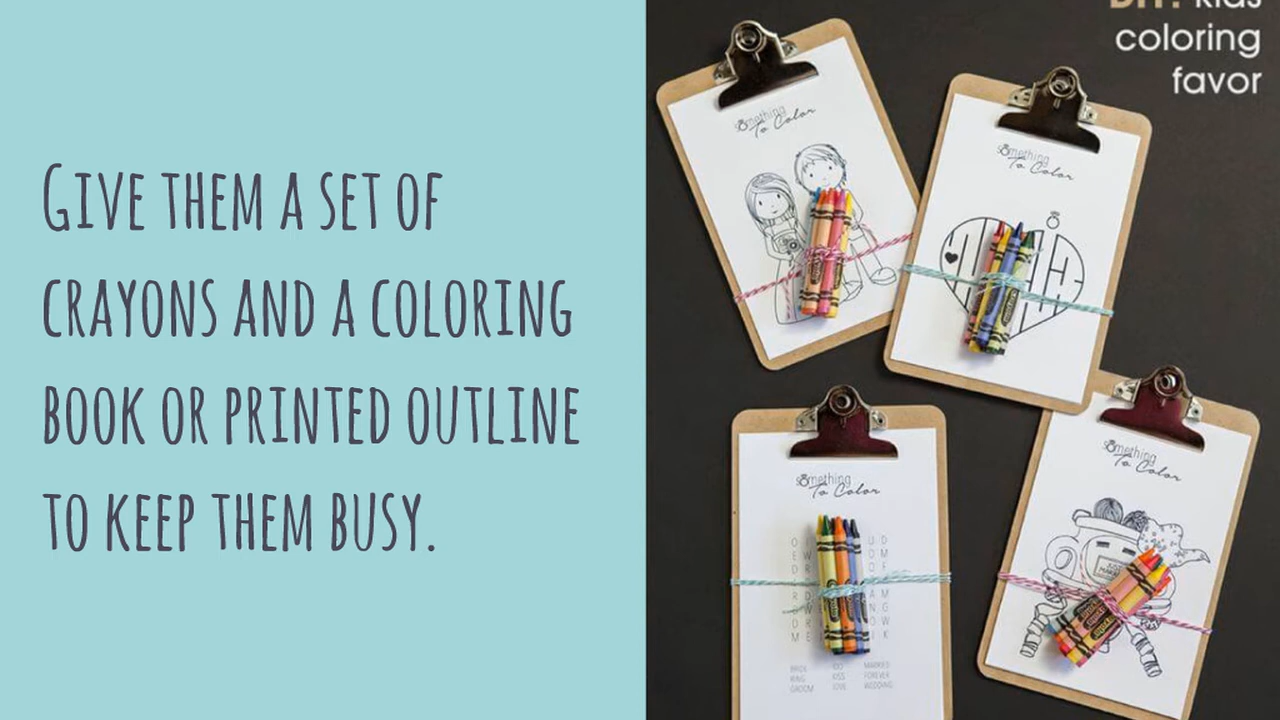 Give them a set of
crayons and a coloring
book or printed outline
to keep them busy.
DIY: kids
coloring
favor
something
To Color
something
To Color
something
To Color
something
To Color
BRIDE I DO MARRIED
RING KISS FOREVER
GROOM LOVE WEDDING